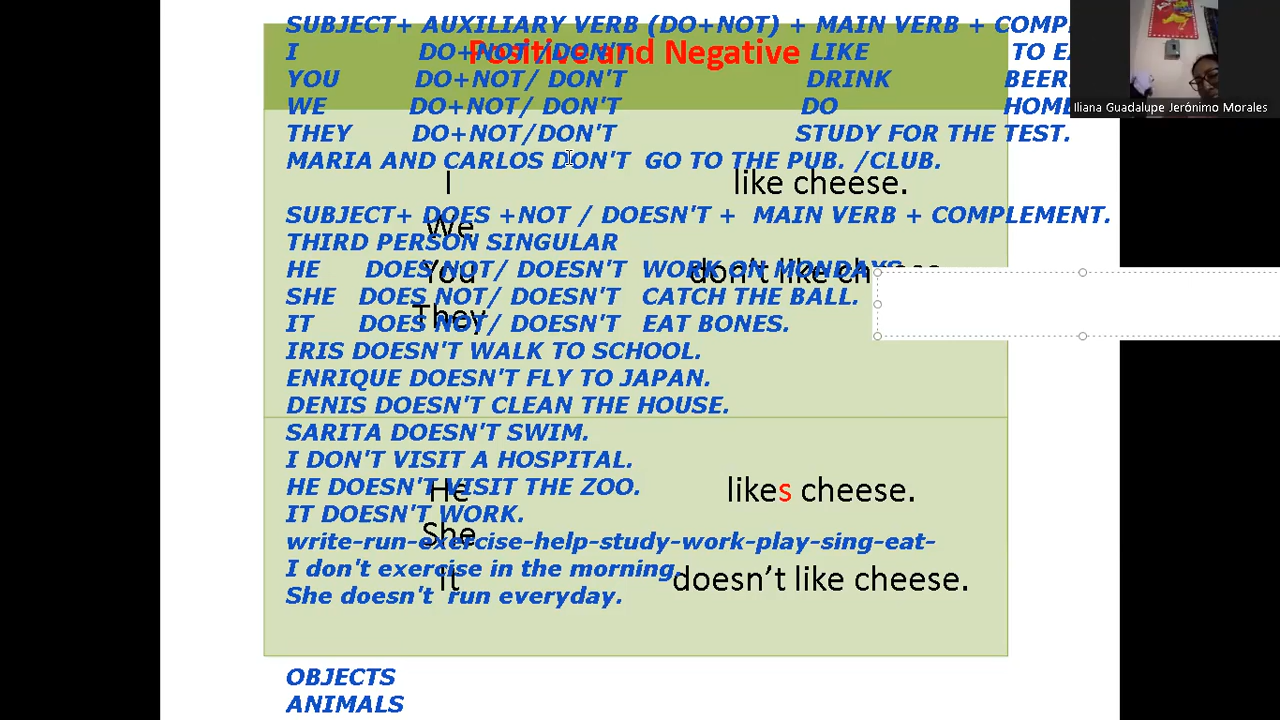 SUBJECT+ AUXILIARY VERB (DO+NOT) + MAIN VERB + COMP
Positive and Negative
I DO+NOT/ DON'T LIKE TO EA
YOU DO+NOT/ DON'T DRINK BEER.
WE DO+NOT/ DON'T DO HOME
Iliana Guadalupe Jerónimo Morales
THEY DO+NOT/DON'T STUDY FOR THE TEST.
MARIA AND CARLOS DON'T GO TO THE PUB. /CLUB.
I like cheese.
SUBJECT+ DOES +NOT / DOESN'T + MAIN VERB + COMPLEMENT.
We
THIRD PERSON SINGULAR
HE DOES NOT/ DOESN'T WORK ON MONDAYS
You don't like ch
SHE DOES NOT/ DOESN'T CATCH THE BALL.
They
IT DOES NOT/ DOESN'T EAT BONES.
IRIS DOESN'T WALK TO SCHOOL.
ENRIQUE DOESN'T FLY TO JAPAN.
DENIS DOESN'T CLEAN THE HOUSE.
SARITA DOESN'T SWIM.
I DON'T VISIT A HOSPITAL.
HE DOESN'T VISIT THE ZOO.
He likes cheese.
IT DOESN'T WORK.
She
write-run-exercise-help-study-work-play-sing-eat-
I don't exercise in the morning.
it doesn’t like cheese.
She doesn't run everyday.
OBJECTS
ANIMALS